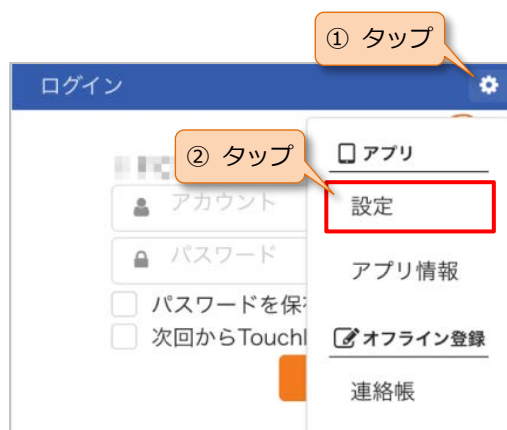 ① タップ
ログイン
② タップ
アプリ
アカウント
設定
パスワード
アプリ情報
パスワードを保
次回からTouch
オフライン登録
連絡帳